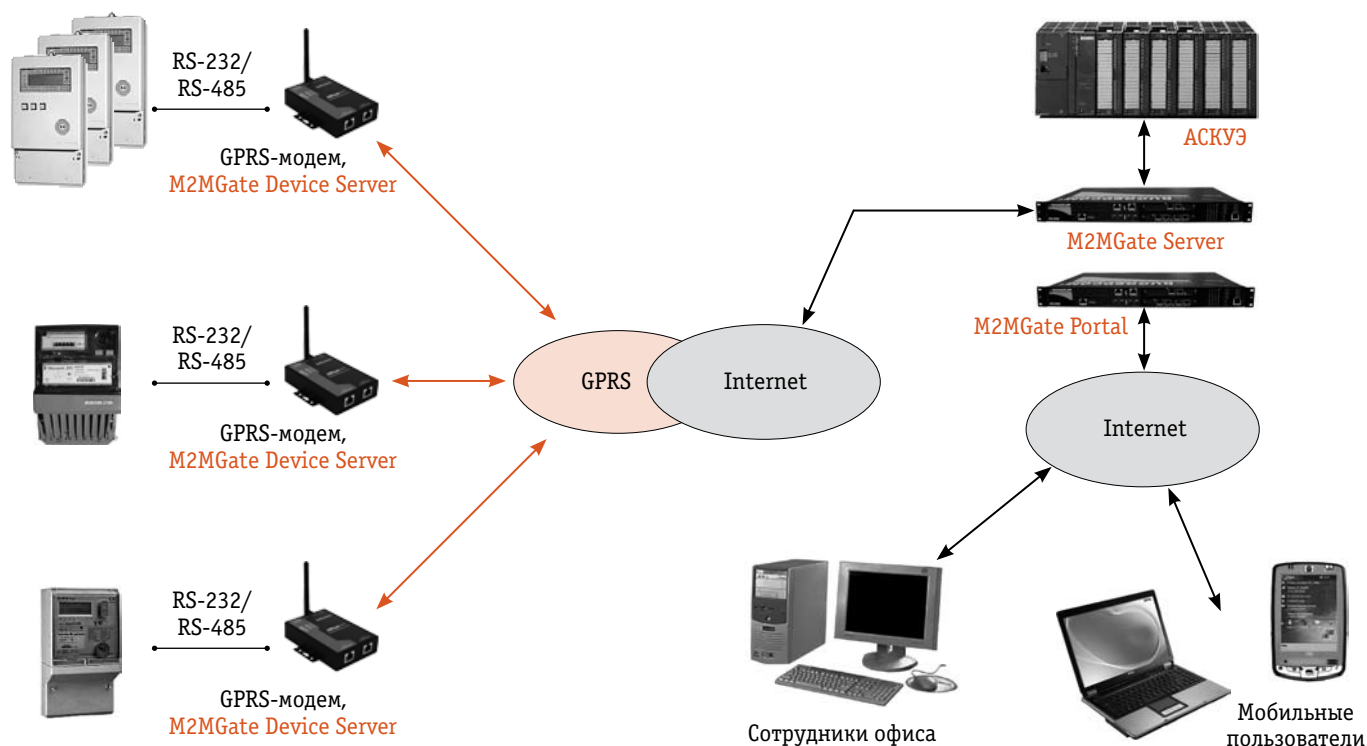 RS-232/
RS-485
GPRS-модем,
M2MGate Device Server
RS-232/
RS-485
GPRS-модем,
M2MGate Device Server
RS-232/
RS-485
GPRS-модем,
M2MGate Device Server
GPRS
Internet
АСКУЭ
M2MGate Server
M2MGate Portal
Internet
Сотрудники офиса
Мобильные
пользователи